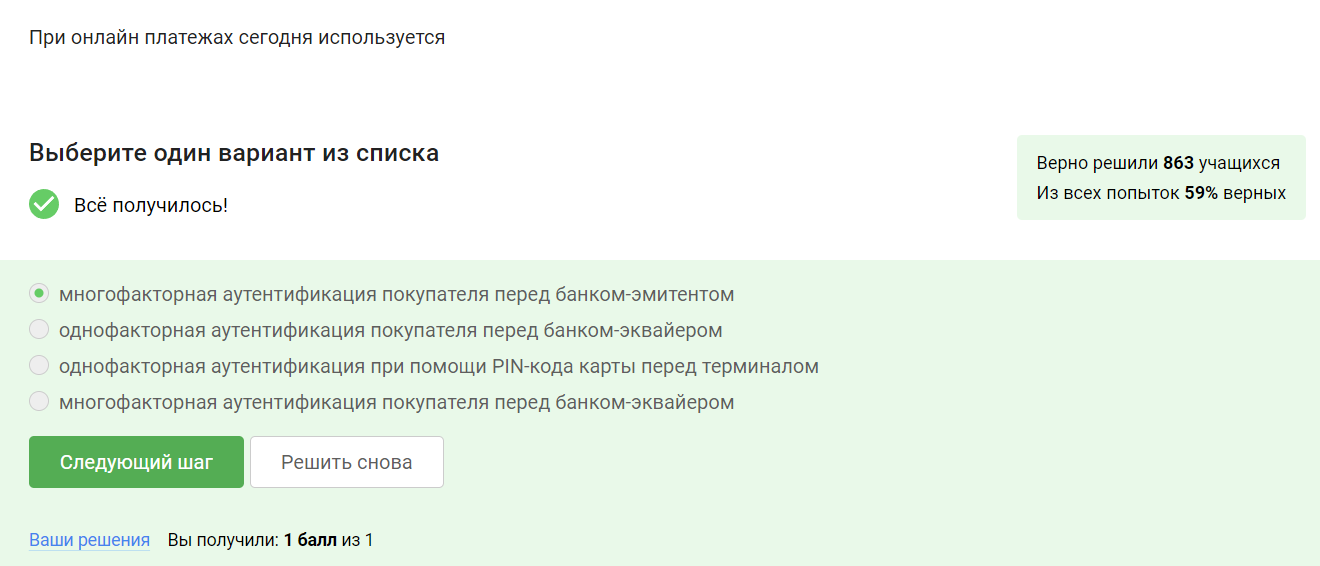 При онлайн платежах сегодня используется
Выберите один вариант из списка
Всё получилось!
Верно решили 863 учащихся
Из всех попыток 59% верных
многофакторная аутентификация покупателя перед банком-эмитентом
однофакторная аутентификация покупателя перед банком-эквайером
однофакторная аутентификация при помощи PIN-кода карты перед терминалом
многофакторная аутентификация покупателя перед банком-эквайером
Следующий шаг
Решить снова
Ваши решения Вы получили: 1 балл из 1